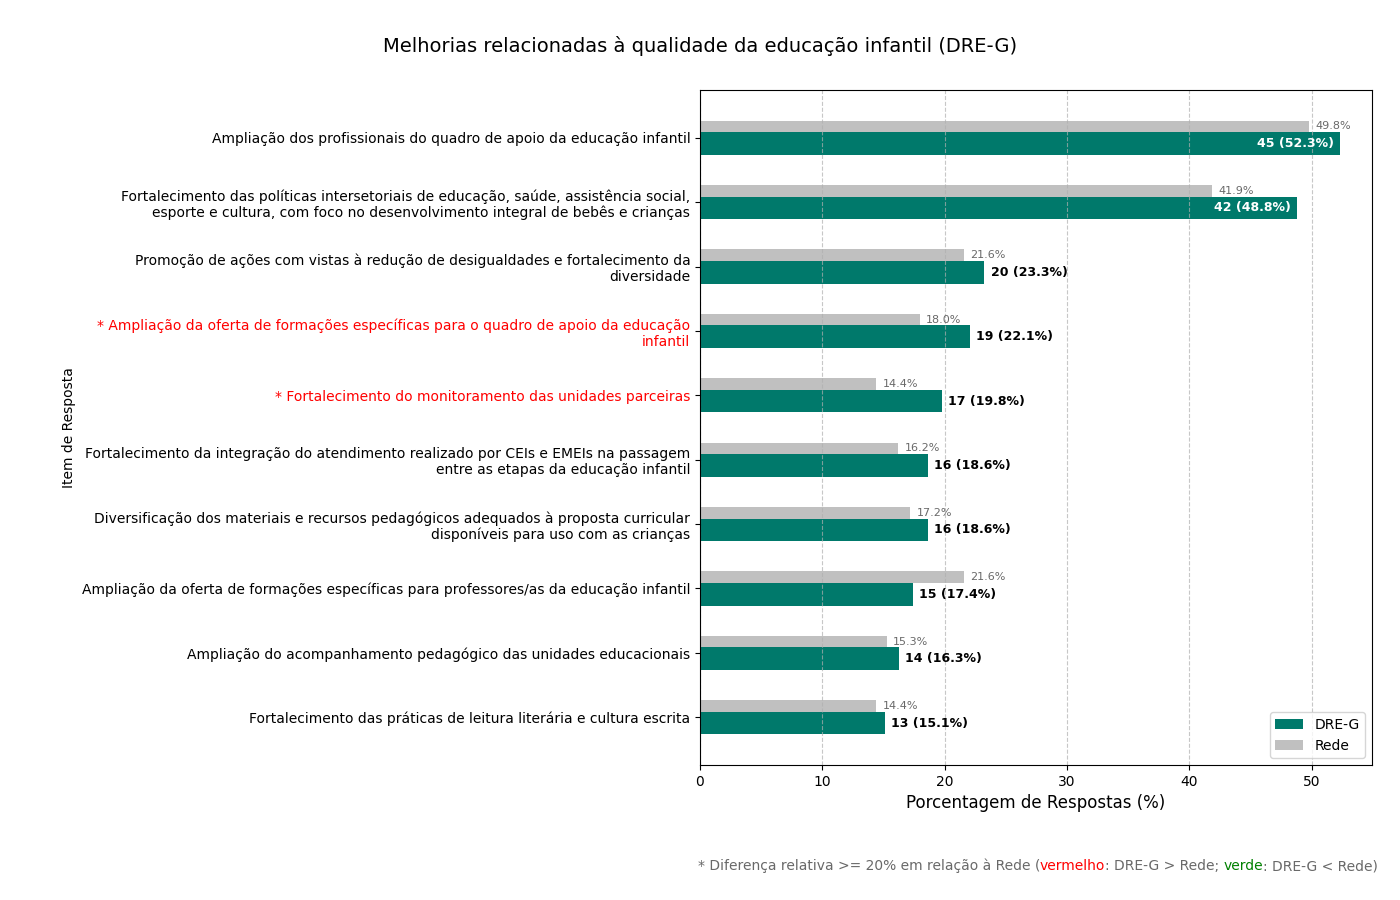 Melhorias relacionadas à qualidade da educação infantil (DRE-G)
Ampliação dos profissionais do quadro de apoio da educação infantil
49.8%
45 (52.3%)
Fortalecimento das políticas intersetoriais de educação, saúde, assistência social,
esporte e cultura, com foco no desenvolvimento integral de bebês e crianças
41.9%
42 (48.8%)
Promoção de ações com vistas à redução de desigualdades e fortalecimento da
diversidade
21.6%
20 (23.3%)
* Ampliação da oferta de formações específicas para o quadro de apoio da educação
infantil
18.0%
19 (22.1%)
* Fortalecimento do monitoramento das unidades parceiras
14.4%
17 (19.8%)
Fortalecimento da integração do atendimento realizado por CEIs e EMEIs na passagem
entre as etapas da educação infantil
16.2%
16 (18.6%)
Diversificação dos materiais e recursos pedagógicos adequados à proposta curricular
disponíveis para uso com as crianças
17.2%
16 (18.6%)
Ampliação da oferta de formações específicas para professores/as da educação infantil
21.6%
15 (17.4%)
Ampliação do acompanhamento pedagógico das unidades educacionais
15.3%
14 (16.3%)
Fortalecimento das práticas de leitura literária e cultura escrita
14.4%
13 (15.1%)
Item de Resposta
DRE-G
Rede
0 10 20 30 40 50
Porcentagem de Respostas (%)
* Diferença relativa >= 20% em relação à Rede (vermelho: DRE-G > Rede; verde: DRE-G < Rede)